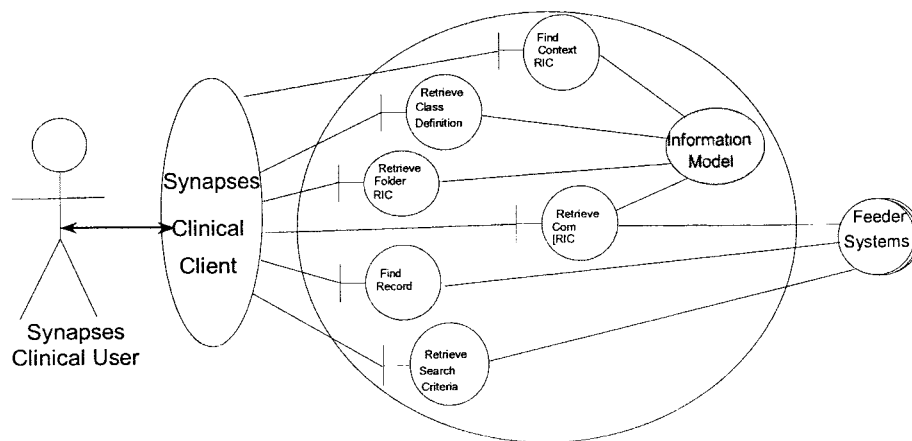 Find
Context
RIC
Retrieve
Class
Definition
Information
Model
Synapses
Clinical
Client
Retrieve
Folder
RIC
Retrieve
Com
[RIC
Feeder
Systems
Find
Record
Synapses
Clinical User
Retrieve
Search
Criteria